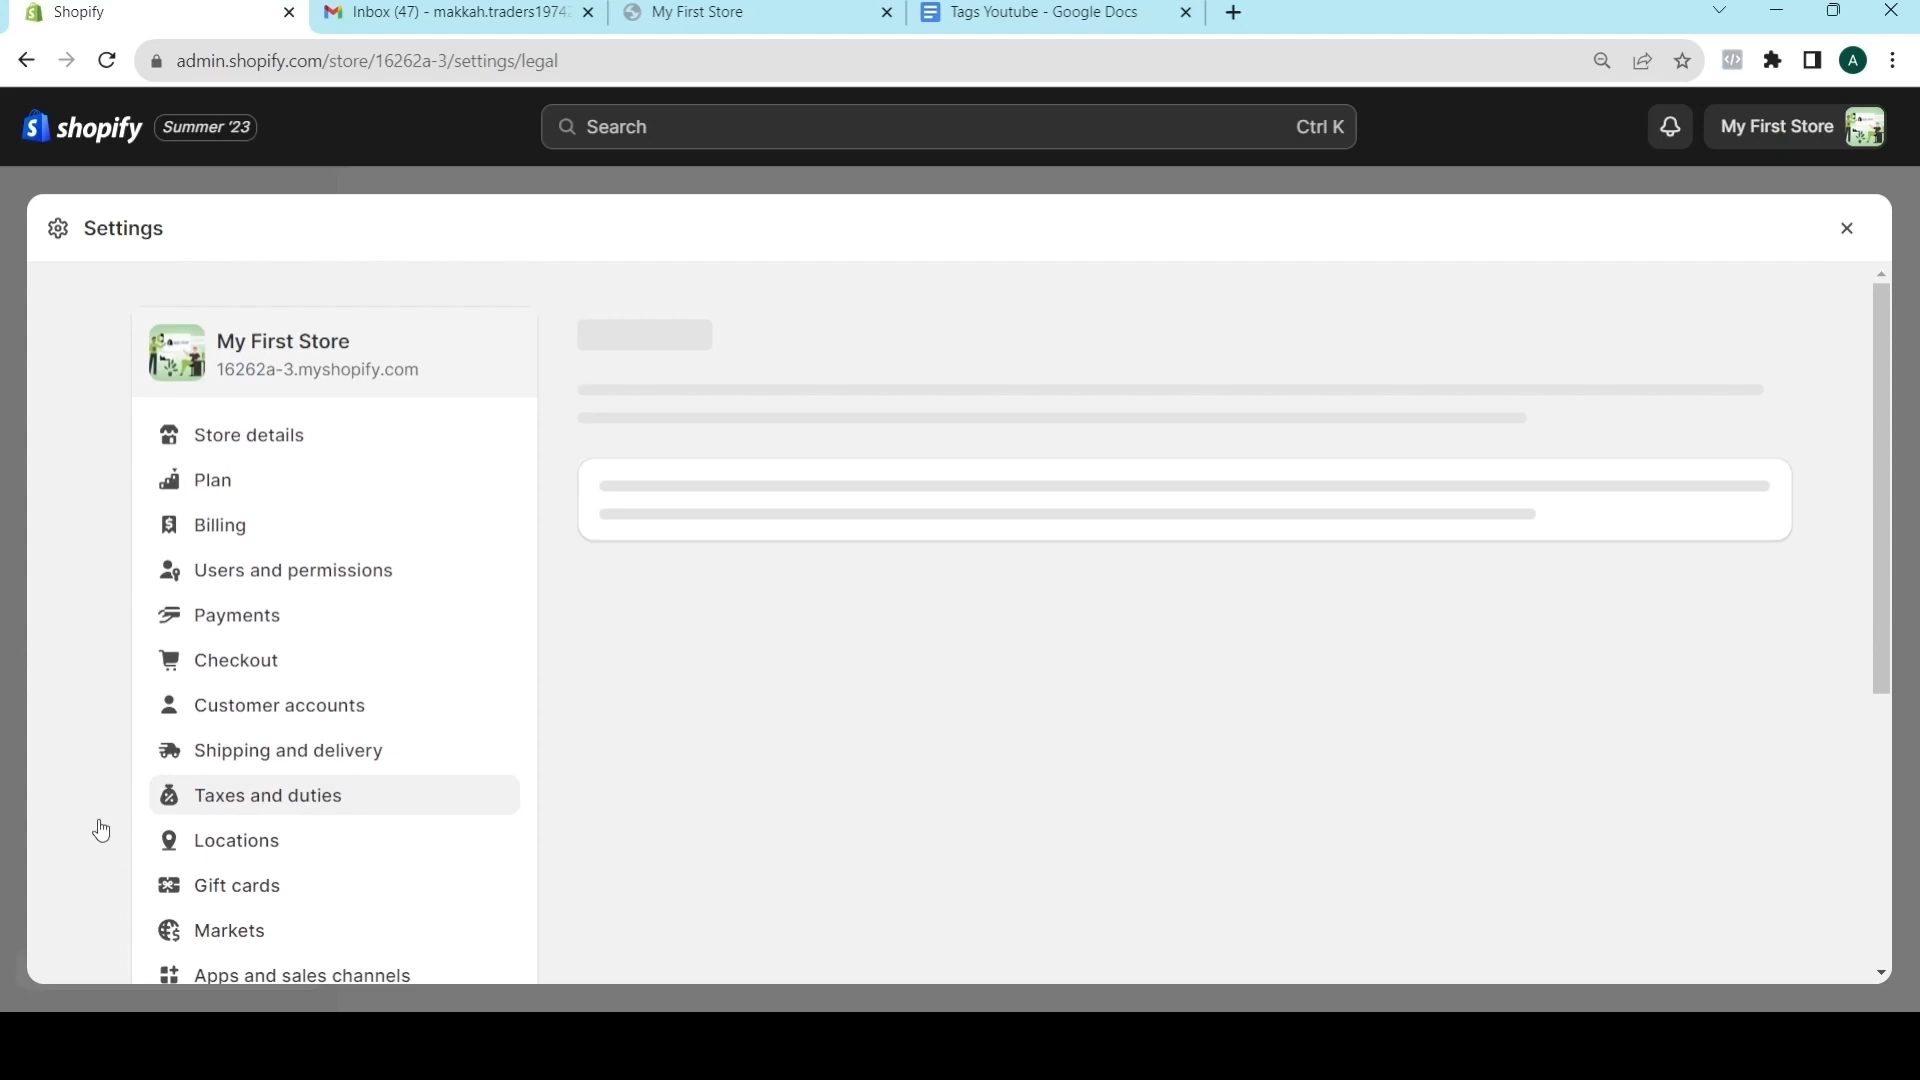 Shopify
Inbox (47) - makkah.traders1974
My First Store
Tags Youtube - Google Docs
admin.shopify.com/store/16262a-3/settings/legal
A
shopify
Summer '23
Search
Ctrl K
My First Store
Settings
My First Store
16262a-3.myshopify.com
Store details
Plan
Billing
Users and permissions
Payments
Checkout
Customer accounts
Shipping and delivery
Taxes and duties
Locations
Gift cards
Markets
Apps and sales channels